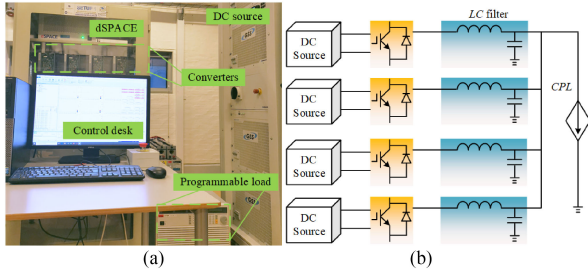 DC source
dSPACE
Converters
Control desk
Programmable load
(a)
LC filter
DC
Source
DC
Source
CPL
DC
Source
DC
Source
(b)